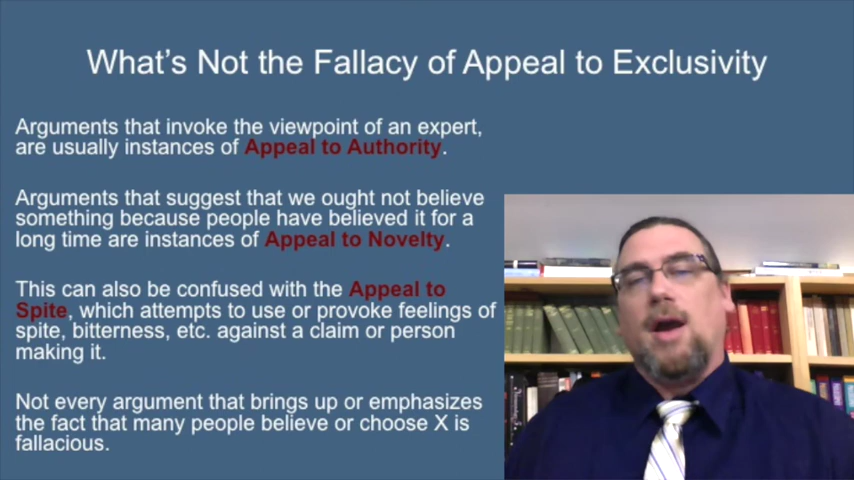 What's Not the Fallacy of Appeal to Exclusivity
Arguments that invoke the viewpoint of an expert,
are usually instances of Appeal to Authority.
Arguments that suggest that we ought not believe
something because people have believed it for a
long time are instances of Appeal to Novelty.
This can also be confused with the Appeal to
Spite, which attempts to use or provoke feelings of
spite, bitterness, etc. against a claim or person
making it.
Not every argument that brings up or emphasizes
the fact that many people believe or choose X is
fallacious.